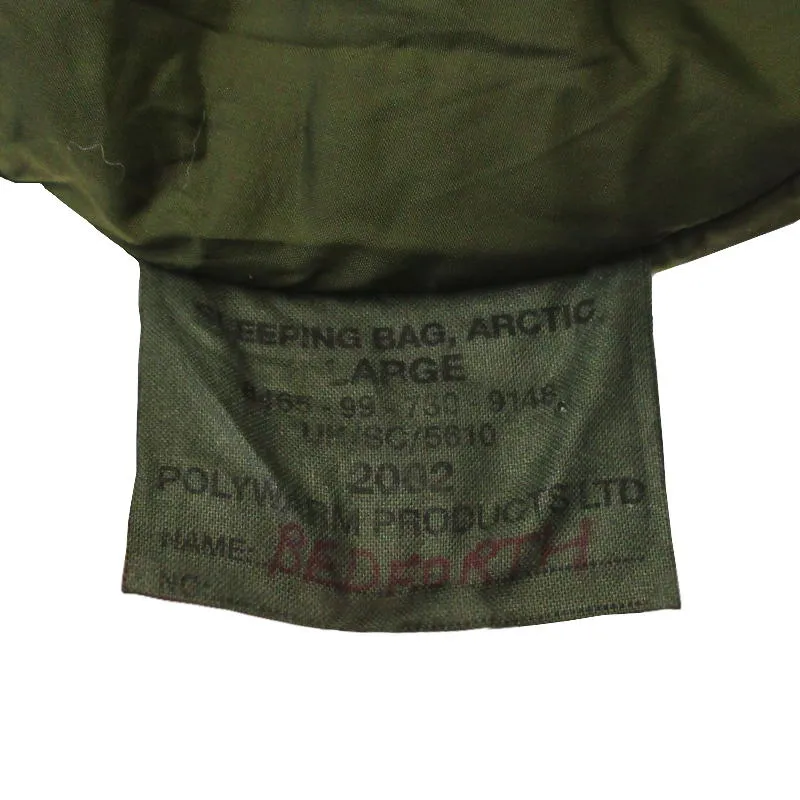 SLEEPING BAG, ARCTIC,
LARGE
8465-99-750-9148
UK/SC/5610
2002
POLYWARM PRODUCTS LTD
NAME: BEDFORTH
NO: